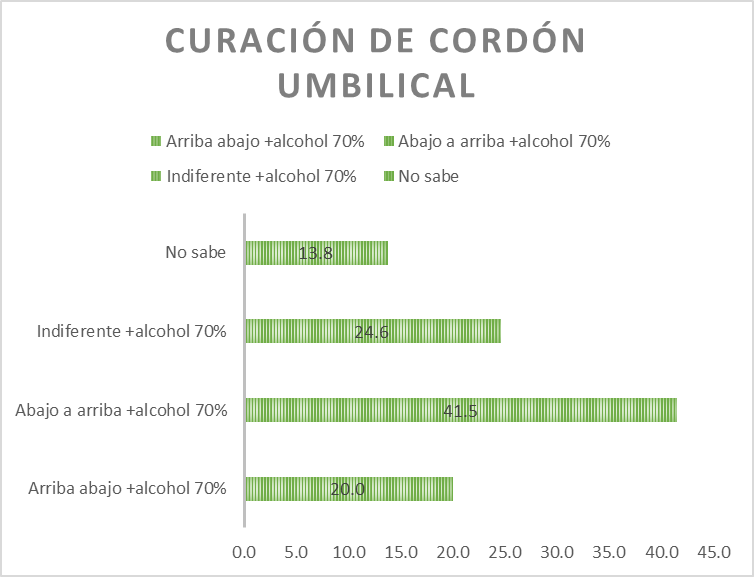 CURACIÓN DE CORDÓN
UMBILICAL
Arriba abajo +alcohol 70% Abajo a arriba +alcohol 70%
Indiferente +alcohol 70% No sabe
No sabe 13.8
Indiferente +alcohol 70% 24.6
Abajo a arriba +alcohol 70% 41.5
Arriba abajo +alcohol 70% 20.0
0.0 5.0 10.0 15.0 20.0 25.0 30.0 35.0 40.0 45.0